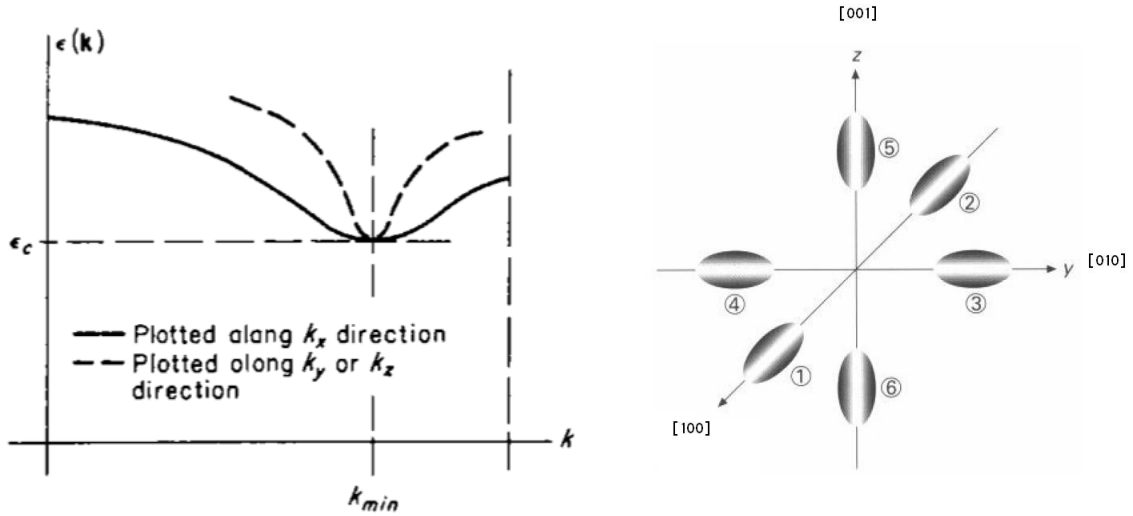 ϵ(k)
ϵc
Plotted alang kx direction
Plotted olong ky or kz
direction
k
kmin
[001]
z
⑤
②
y
[010]
④
③
①
⑥
[100]